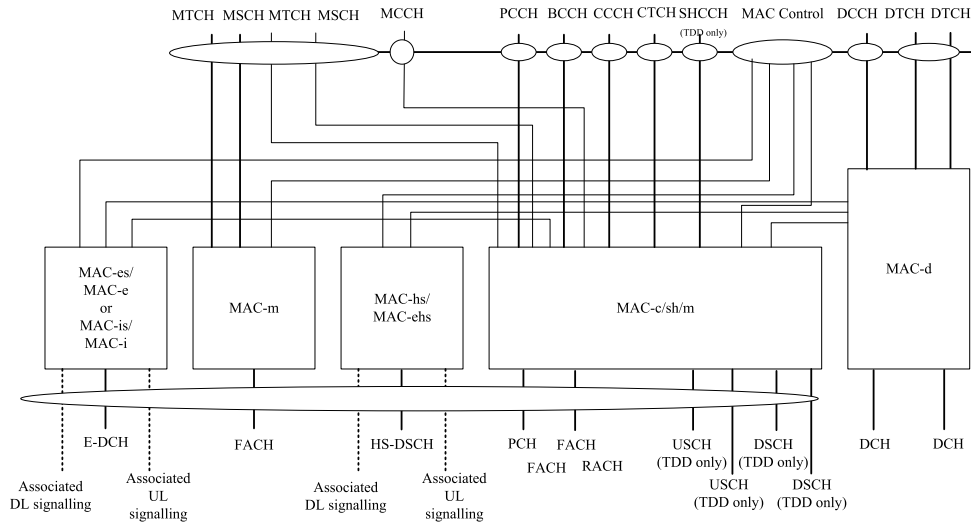 MTCH MSCH MTCH MSCH MCCH PCCH BCCH CCCH CTCH SHCCH MAC Control DCCH DTCH DTCH
(TDD only)
MAC-es/
MAC-e
or
MAC-is/
MAC-i
MAC-m
MAC-hs/
MAC-ehs
MAC-c/sh/m
MAC-d
E-DCH
FACH
HS-DSCH
PCH
FACH
FACH
RACH
USCH
(TDD only)
DSCH
(TDD only)
USCH
(TDD only)
DSCH
(TDD only)
DCH
DCH
Associated
DL signalling
Associated
UL
signalling
Associated
DL signalling
Associated
UL
signalling